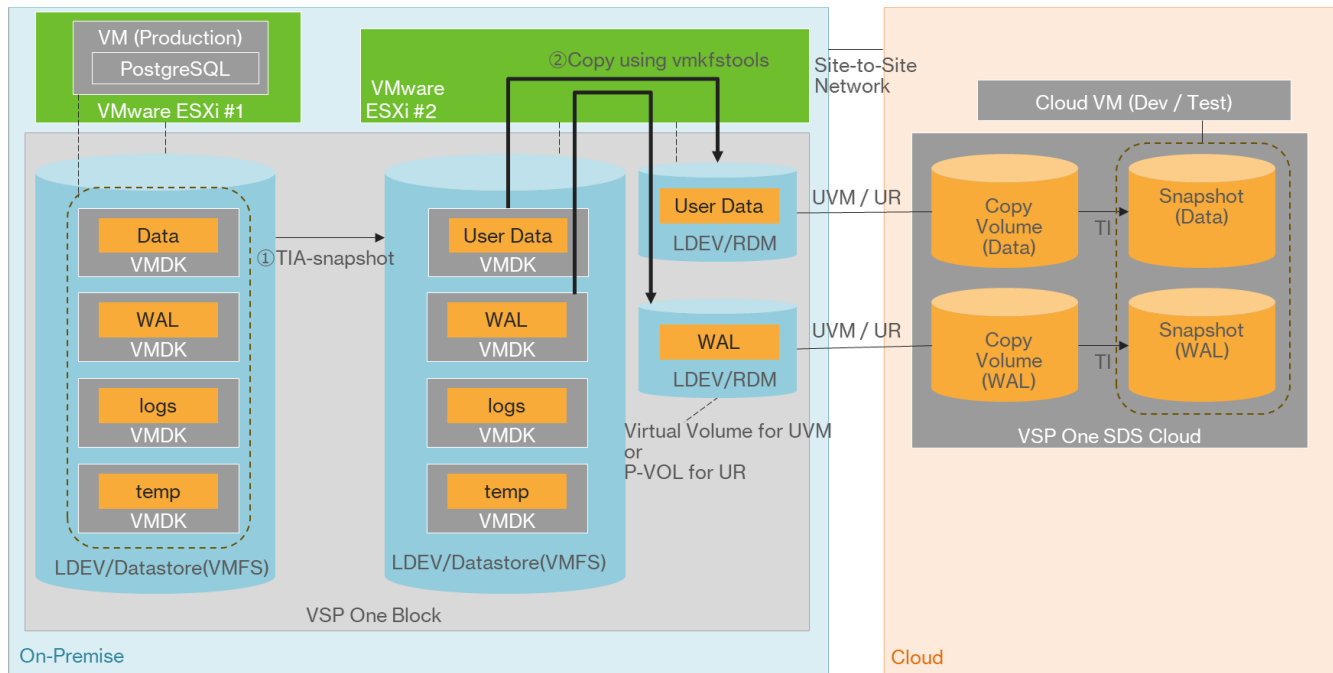 VM (Production)
PostgreSQL
VMware ESXi #1
②Copy using vmkfstools
VMware
ESXi #2
Site-to-Site
Network
Cloud VM (Dev / Test)
Data
VMDK
WAL
VMDK
logs
VMDK
temp
VMDK
LDEV/Datastore(VMFS)
①TIA-snapshot
User Data
VMDK
WAL
VMDK
logs
VMDK
temp
VMDK
LDEV/Datastore(VMFS)
User Data
LDEV/RDM
WAL
LDEV/RDM
Virtual Volume for UVM
or
P-VOL for UR
UVM / UR
UVM / UR
Copy
Volume
(Data)
TI
Snapshot
(Data)
Copy
Volume
(WAL)
TI
Snapshot
(WAL)
VSP One SDS Cloud
VSP One Block
On-Premise
Cloud